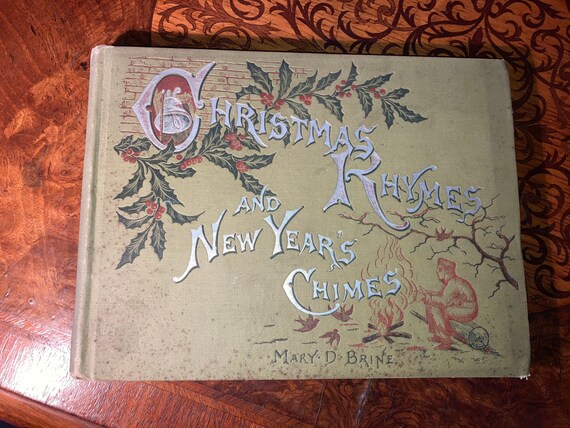 CHRISTMAS
RHYMES
AND
NEW YEAR'S
CHIMES
MARY D BRINE